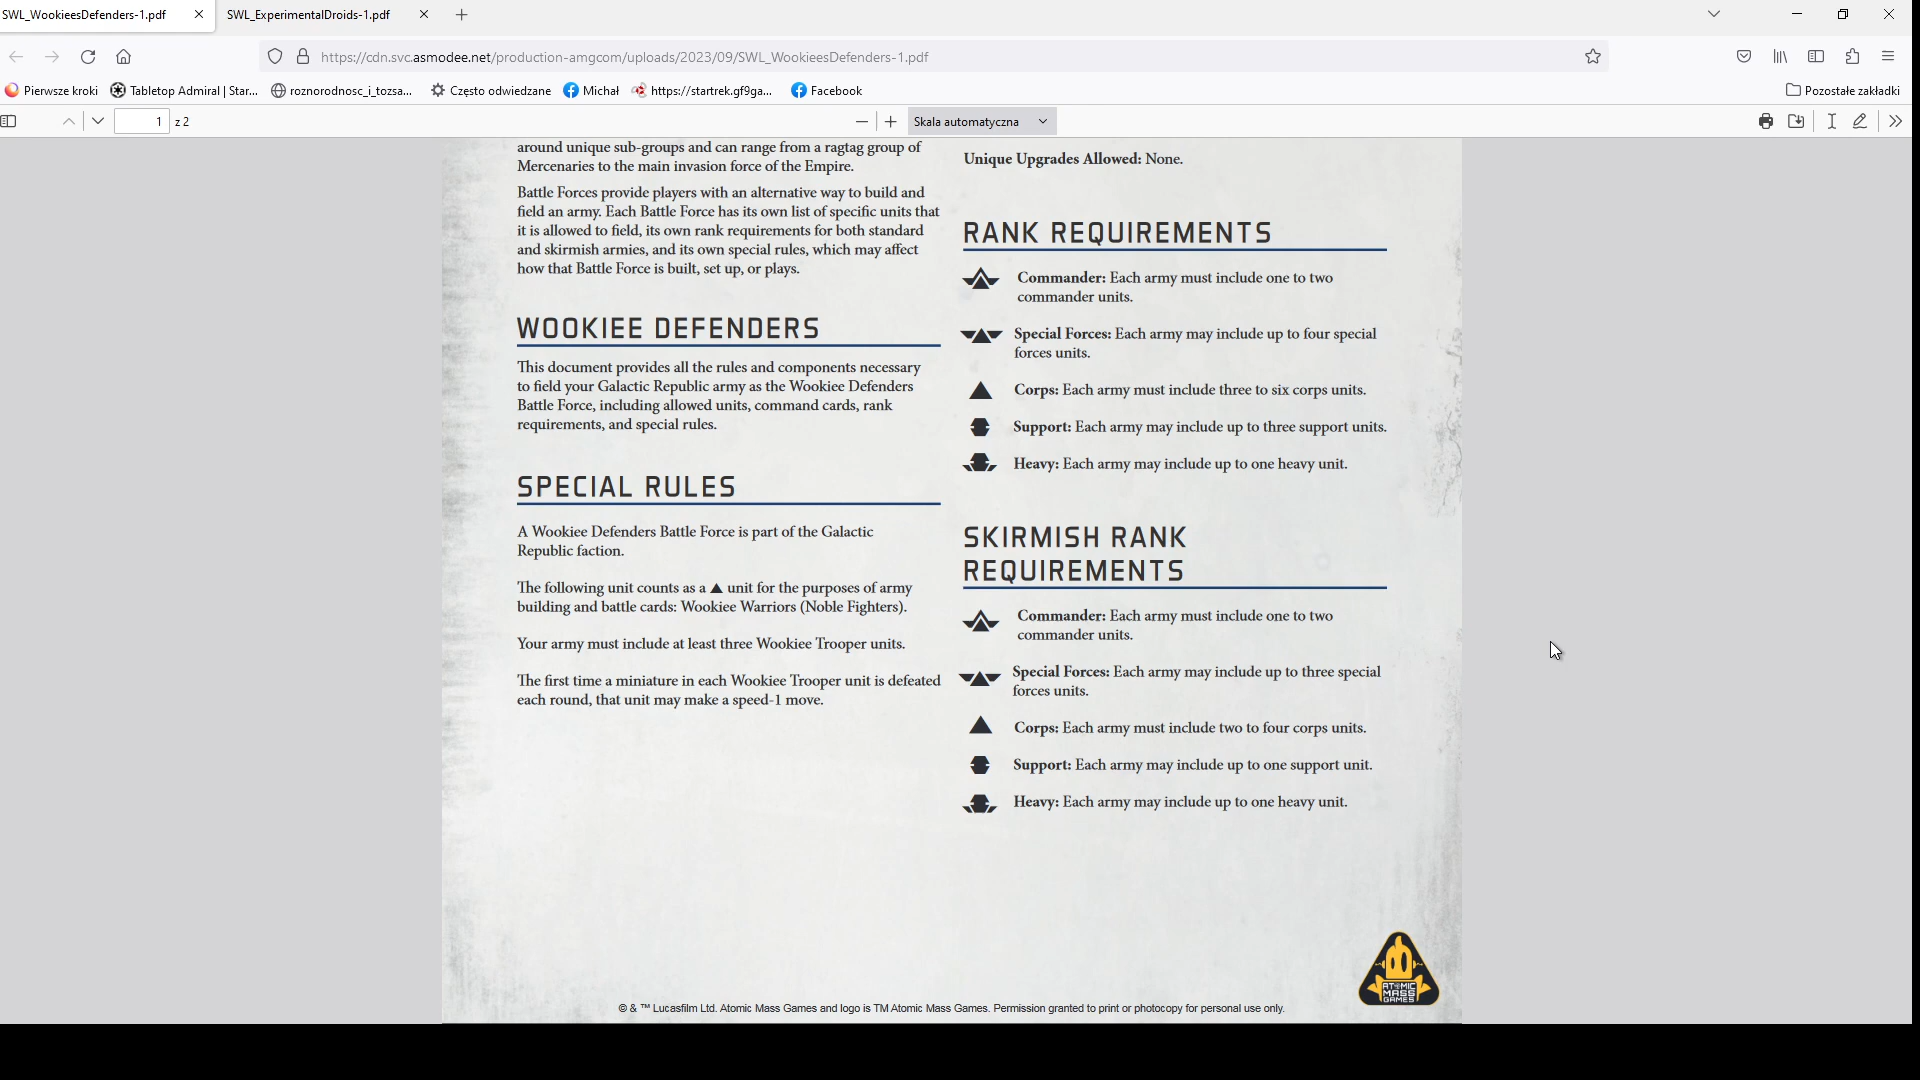 SWL_WookieesDefenders-1.pdf
SWL_ExperimentalDroids-1.pdf
https://cdn.svc.asmodee.net/production-amgcom/uploads/2023/09/SWL_WookieesDefenders-1.pdf
Pierwsze kroki
Tabletop Admiral | Star...
roznorodnosc_i_tozsa...
Często odwiedzane
Michał
https://startrek.gf9ga...
Facebook
Pozostałe zakładki
1 z 2
Skala automatyczna
around unique sub-groups and can range from a ragtag group of
Mercenaries to the main invasion force of the Empire.
Battle Forces provide players with an alternative way to build and
field an army. Each Battle Force has its own list of specific units that
it is allowed to field, its own rank requirements for both standard
and skirmish armies, and its own special rules, which may affect
how that Battle Force is built, set up, or plays.
WOOKIEE DEFENDERS
This document provides all the rules and components necessary
to field your Galactic Republic army as the Wookiee Defenders
Battle Force, including allowed units, command cards, rank
requirements, and special rules.
SPECIAL RULES
A Wookiee Defenders Battle Force is part of the Galactic
Republic faction.
The following unit counts as a ▲ unit for the purposes of army
building and battle cards: Wookiee Warriors (Noble Fighters).
Your army must include at least three Wookiee Trooper units.
The first time a miniature in each Wookiee Trooper unit is defeated
each round, that unit may make a speed-1 move.
Unique Upgrades Allowed: None.
RANK REQUIREMENTS
Commander: Each army must include one to two
commander units.
Special Forces: Each army may include up to four special
forces units.
Corps: Each army must include three to six corps units.
Support: Each army may include up to three support units.
Heavy: Each army may include up to one heavy unit.
SKIRMISH RANK
REQUIREMENTS
Commander: Each army must include one to two
commander units.
Special Forces: Each army may include up to three special
forces units.
Corps: Each army must include two to four corps units.
Support: Each army may include up to one support unit.
Heavy: Each army may include up to one heavy unit.
ATOMIC
MASS
GAMES
© & ™ Lucasfilm Ltd. Atomic Mass Games and logo is TM Atomic Mass Games. Permission granted to print or photocopy for personal use only.